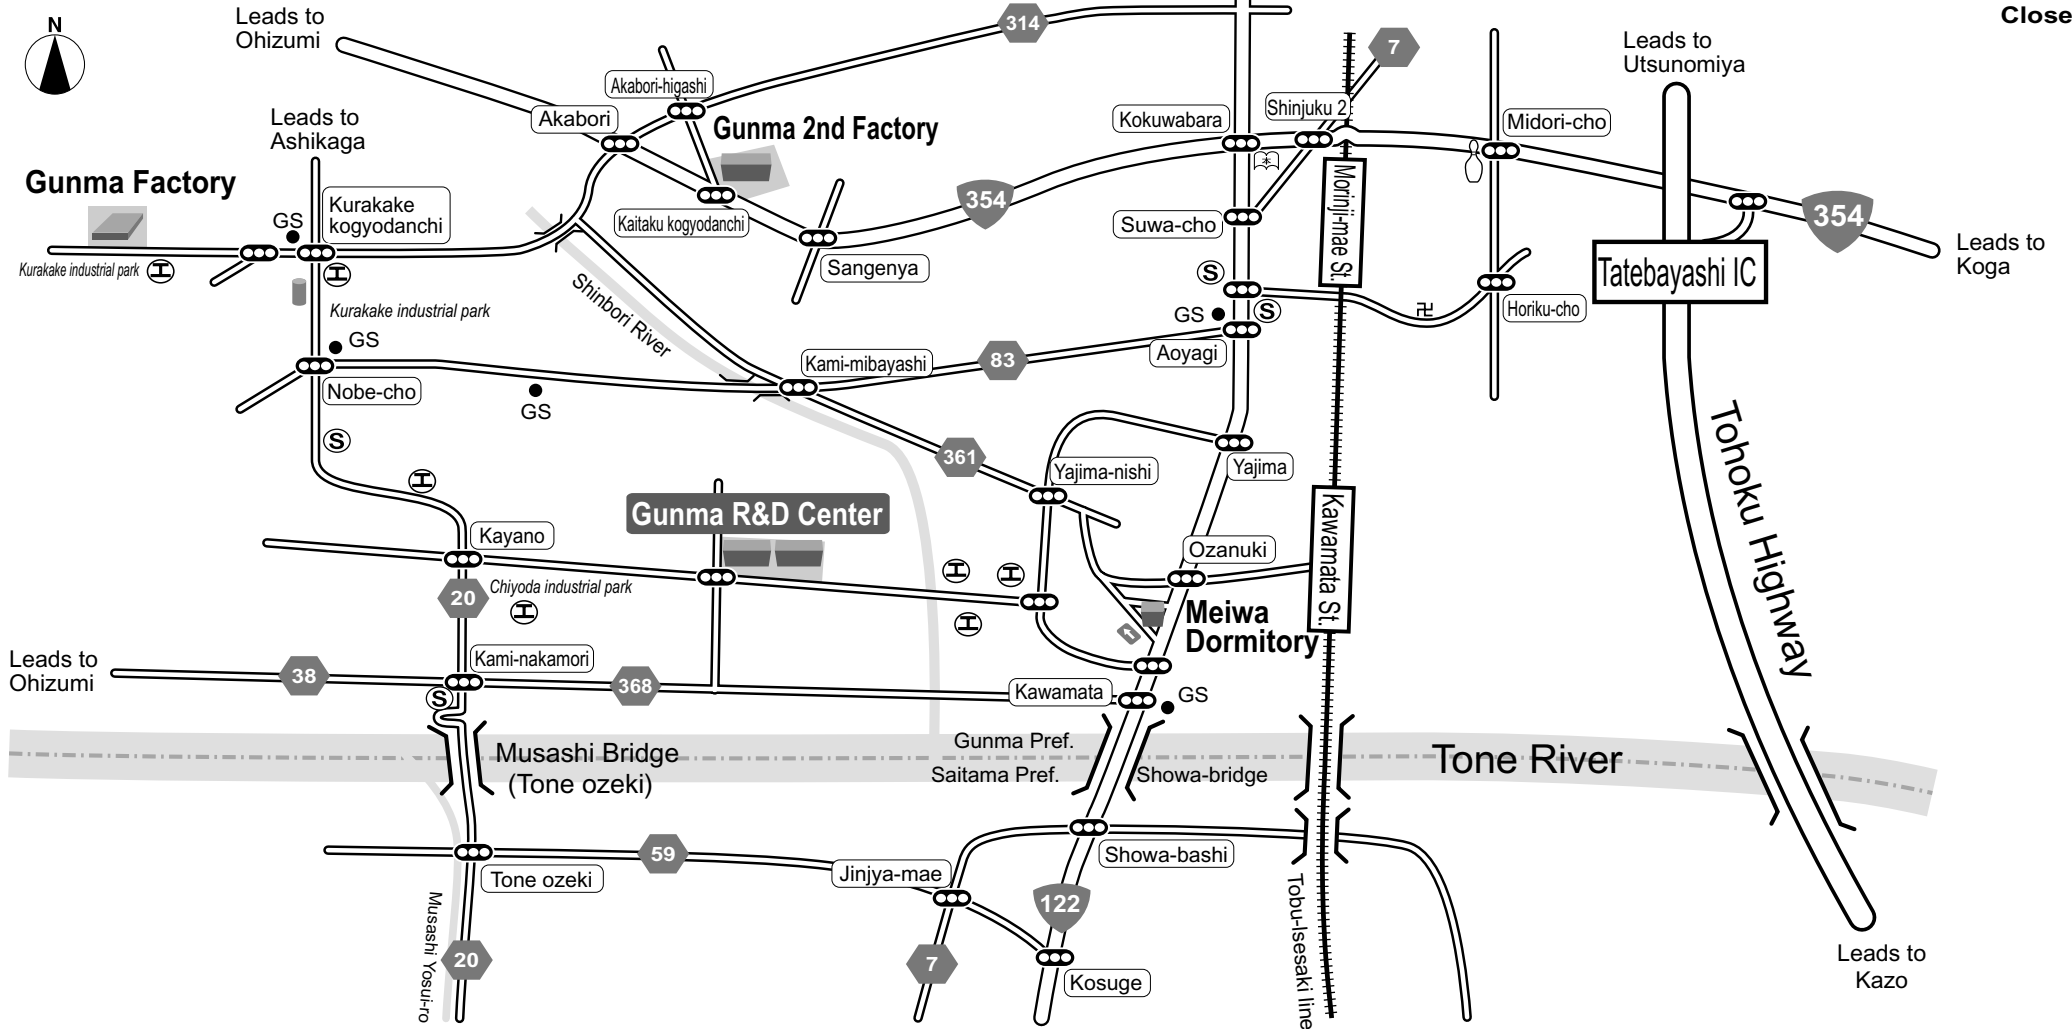 Close
N
Leads to
Ohizumi
314
7
Leads to
Utsunomiya
Akabori-higashi
Shinjuku 2
Leads to
Ashikaga
Akabori
Gunma 2nd Factory
Kokuwabara
Midori-cho
Gunma Factory
Kurakake
kogyodanchi
GS
Kaitaku kogyodanchi
354
Suwa-cho
Morinji-mae St.
354
Leads to
Koga
Kurakake industrial park
Sangenya
S
Tatebayashi IC
Kurakake industrial park
Shinbori River
GS
S
卍
Horiku-cho
GS
Kami-mibayashi
83
Aoyagi
Nobe-cho
GS
S
361
Yajima-nishi
Yajima
Tohoku Highway
Gunma R&D Center
Kawamata St.
Kayano
Ozanuki
20
Chiyoda industrial park
Meiwa
Dormitory
Leads to
Ohizumi
38
Kami-nakamori
368
S
Kawamata
GS
Musashi Bridge
(Tone ozeki)
Gunma Pref.
Saitama Pref.
Showa-bridge
Tone River
59
Showa-bashi
Tone ozeki
Jinjya-mae
122
Musashi Yosui-ro
20
7
Kosuge
Tobu-Isesaki line
Leads to
Kazo